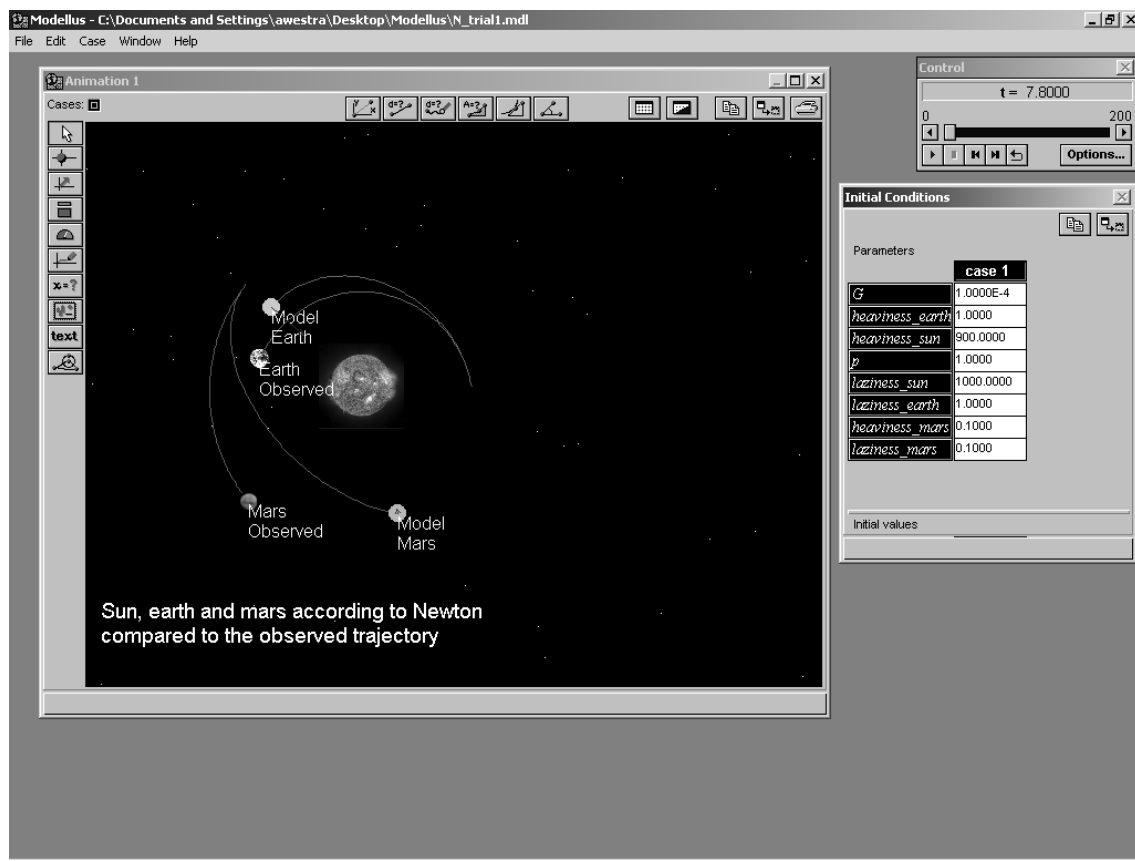 Modellus - C:\Documents and Settings\awestra\Desktop\Modellus\N_trial1.mdl
File Edit Case Window Help
Animation 1
Cases:
x=?
text
Model
Earth
Earth
Observed
Mars
Observed
Model
Mars
Sun, earth and mars according to Newton
compared to the observed trajectory
Control
t = 7.8000
0 200
Options...
Initial Conditions
Parameters
case 1
G 1.0000E-4
heaviness_earth 1.0000
heaviness_sun 900.0000
p 1.0000
laziness_sun 1000.0000
laziness_earth 1.0000
heaviness_mars 0.1000
laziness_mars 0.1000
Initial values